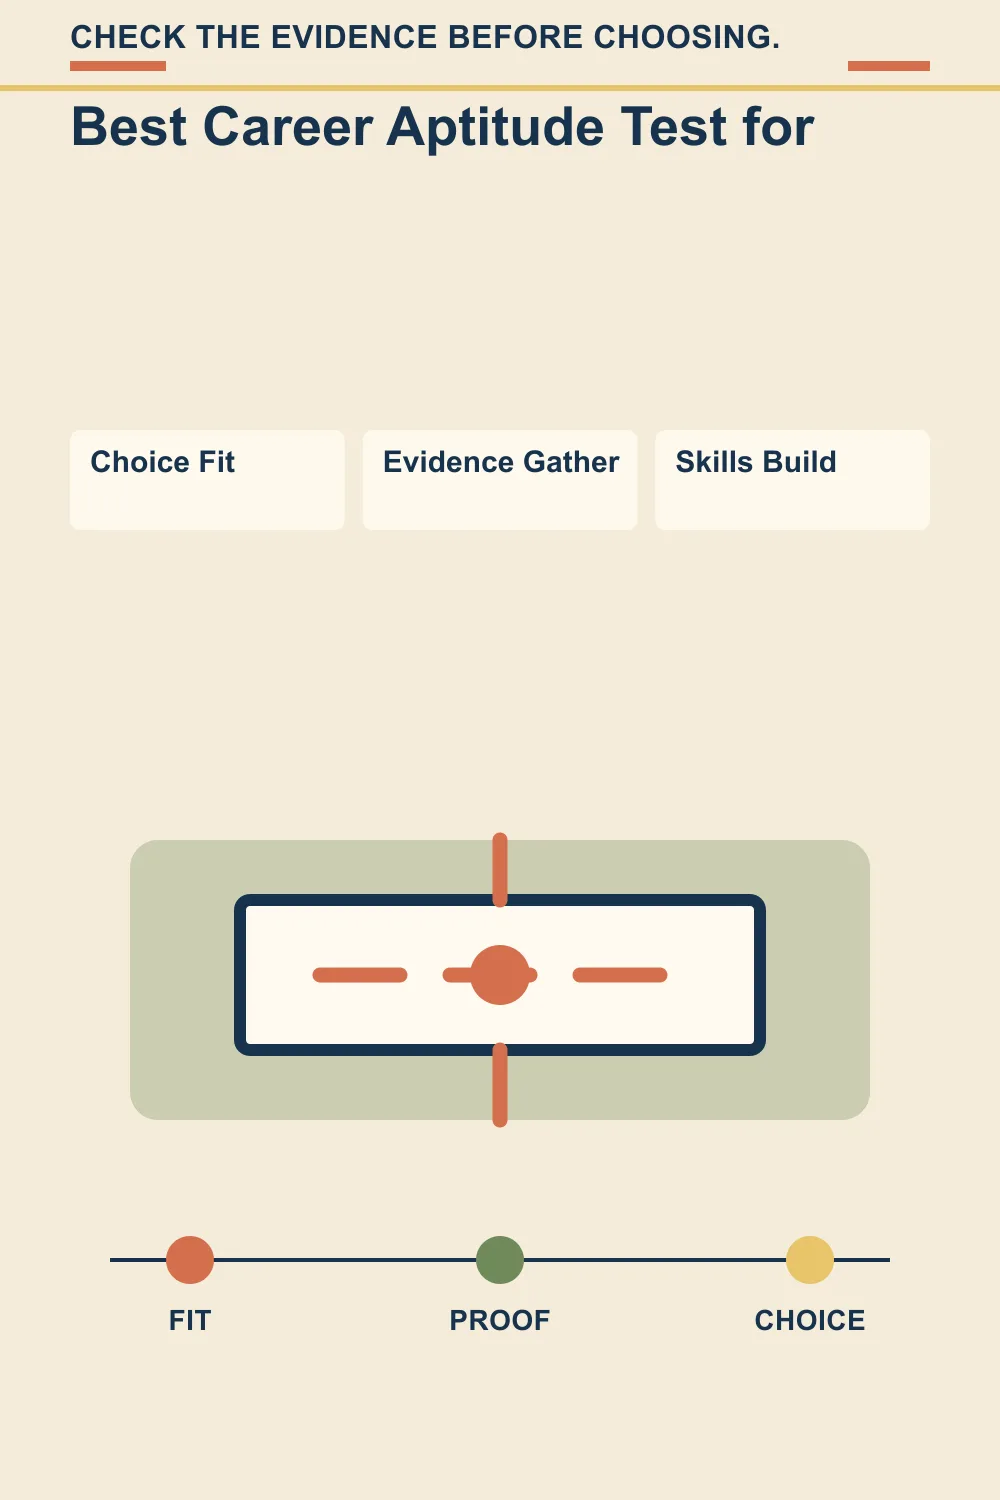 CHECK THE EVIDENCE BEFORE CHOOSING.
Best Career Aptitude Test for
Choice Fit
Evidence Gather
Skills Build
FIT
PROOF
CHOICE